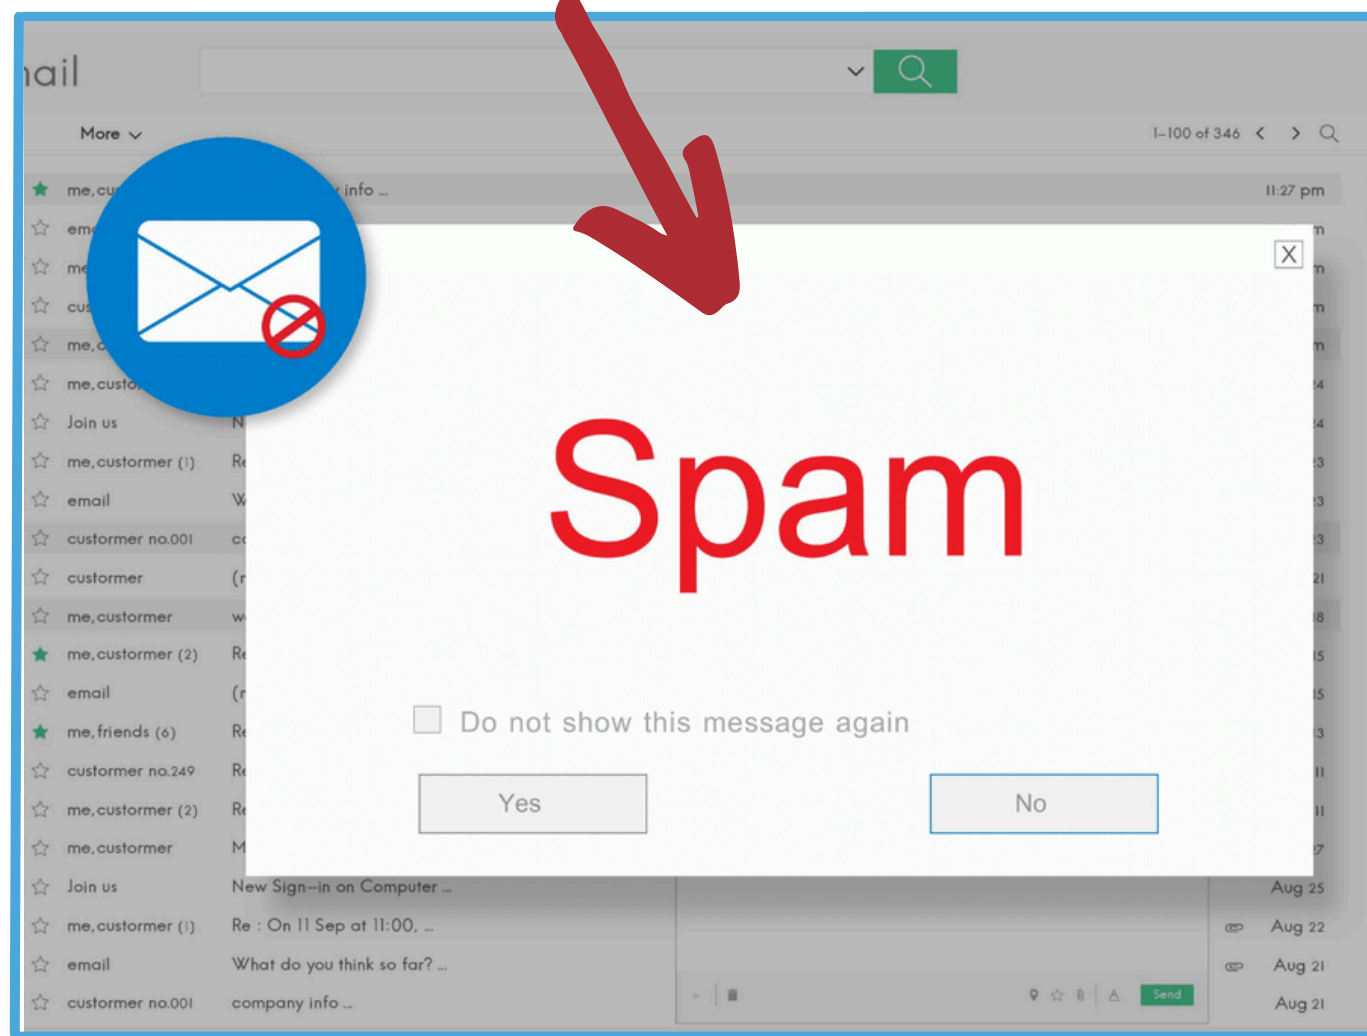 More
1–100 of 346
info ...
11:27 pm
X
me,
Join us
me,custormer (1)
email
custormer no.001
custormer
me,custormer
me,custormer (2)
email
me,friends (6)
custormer no.249
me,custormer (2)
me,custormer
Spam
Do not show this message again
Yes
No
Join us
New Sign–in on Computer ...
Aug 25
me,custormer (1)
Re : On 11 Sep at 11:00, ...
Aug 22
email
What do you think so far? ...
Aug 21
custormer no.001
company info ...
Send
Aug 21